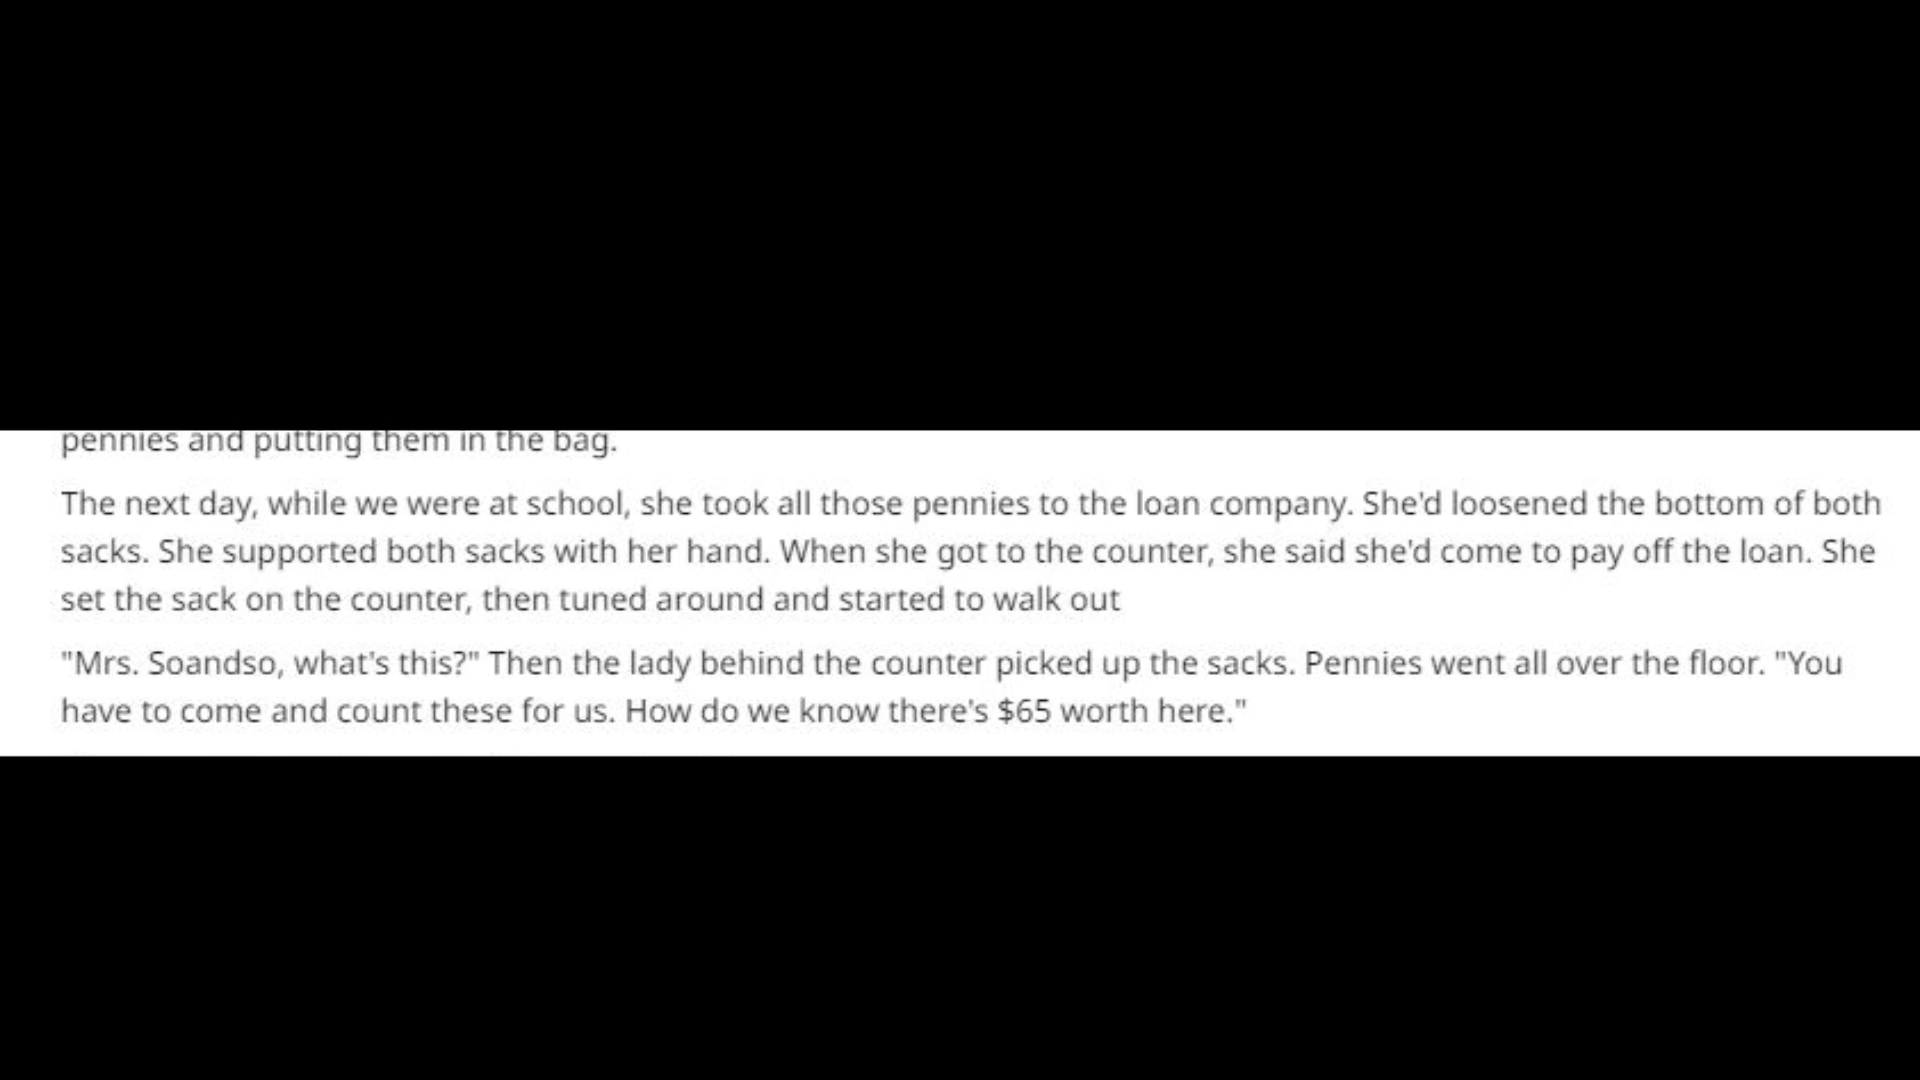 pennies and putting them in the bag.
The next day, while we were at school, she took all those pennies to the loan company. She'd loosened the bottom of both
sacks. She supported both sacks with her hand. When she got to the counter, she said she'd come to pay off the loan. She
set the sack on the counter, then tuned around and started to walk out
"Mrs. Soandso, what's this?" Then the lady behind the counter picked up the sacks. Pennies went all over the floor. "You
have to come and count these for us. How do we know there's $65 worth here."